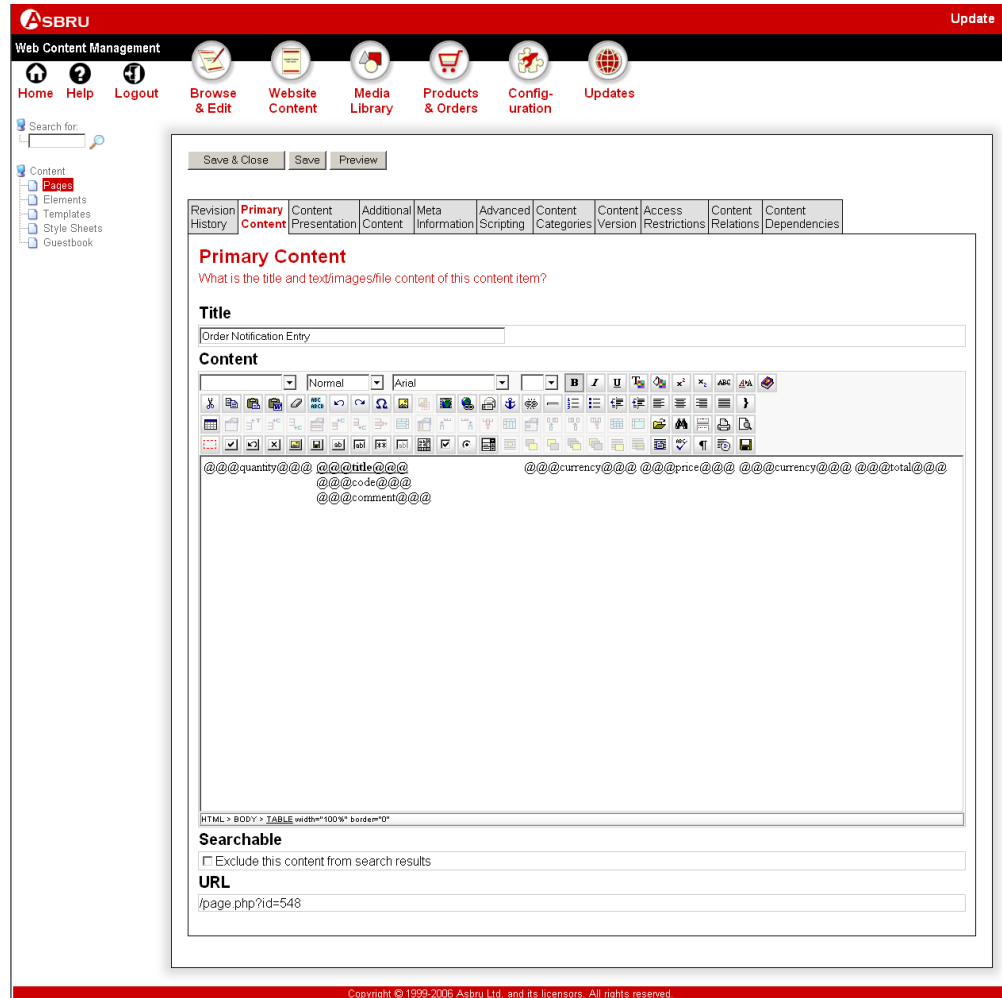 ASBRU
Update
Web Content Management
Home Help Logout
Browse & Edit
Website Content
Media Library
Products & Orders
Config-uration
Updates
Search for:
Content
Pages
Elements
Templates
Style Sheets
Guestbook
Save & Close Save Preview
Revision History
Primary Content
Content Presentation
Additional Content
Meta Information
Advanced Scripting
Content Categories
Content Version
Access Restrictions
Content Relations
Content Dependencies
Primary Content
What is the title and text/images/file content of this content item?
Title
Order Notification Entry
Content
Normal Arial
@@@quantity@@@ @@@title@@@ @@@currency@@@ @@@price@@@ @@@currency@@@ @@@total@@@
@@@code@@@
@@@comment@@@
HTML > BODY > TABLE width="100%" border="0"
Searchable
Exclude this content from search results
URL
/page.php?id=548
Copyright © 1999-2006 Asbru Ltd. and its licensors. All rights reserved.